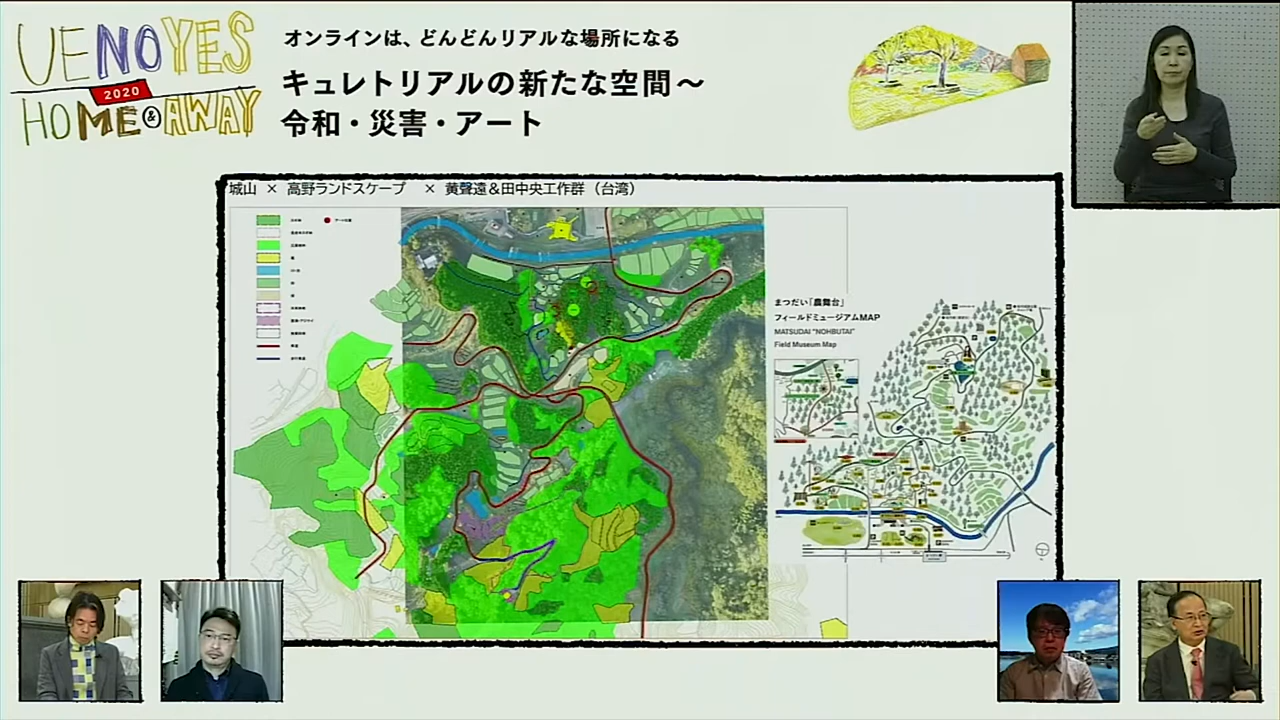 UENOYES
2020
HOME & AWAY
オンラインは、どんどんリアルな場所になる
キュレトリアルの新たな空間〜
令和・災害・アート
城山 × 高野ランドスケープ × 黄聲遠&田中央工作群(台湾)
まつだい「農舞台」
フィールドミュージアムMAP
MATSUDAI "NOHBUTAI"
Field Museum Map